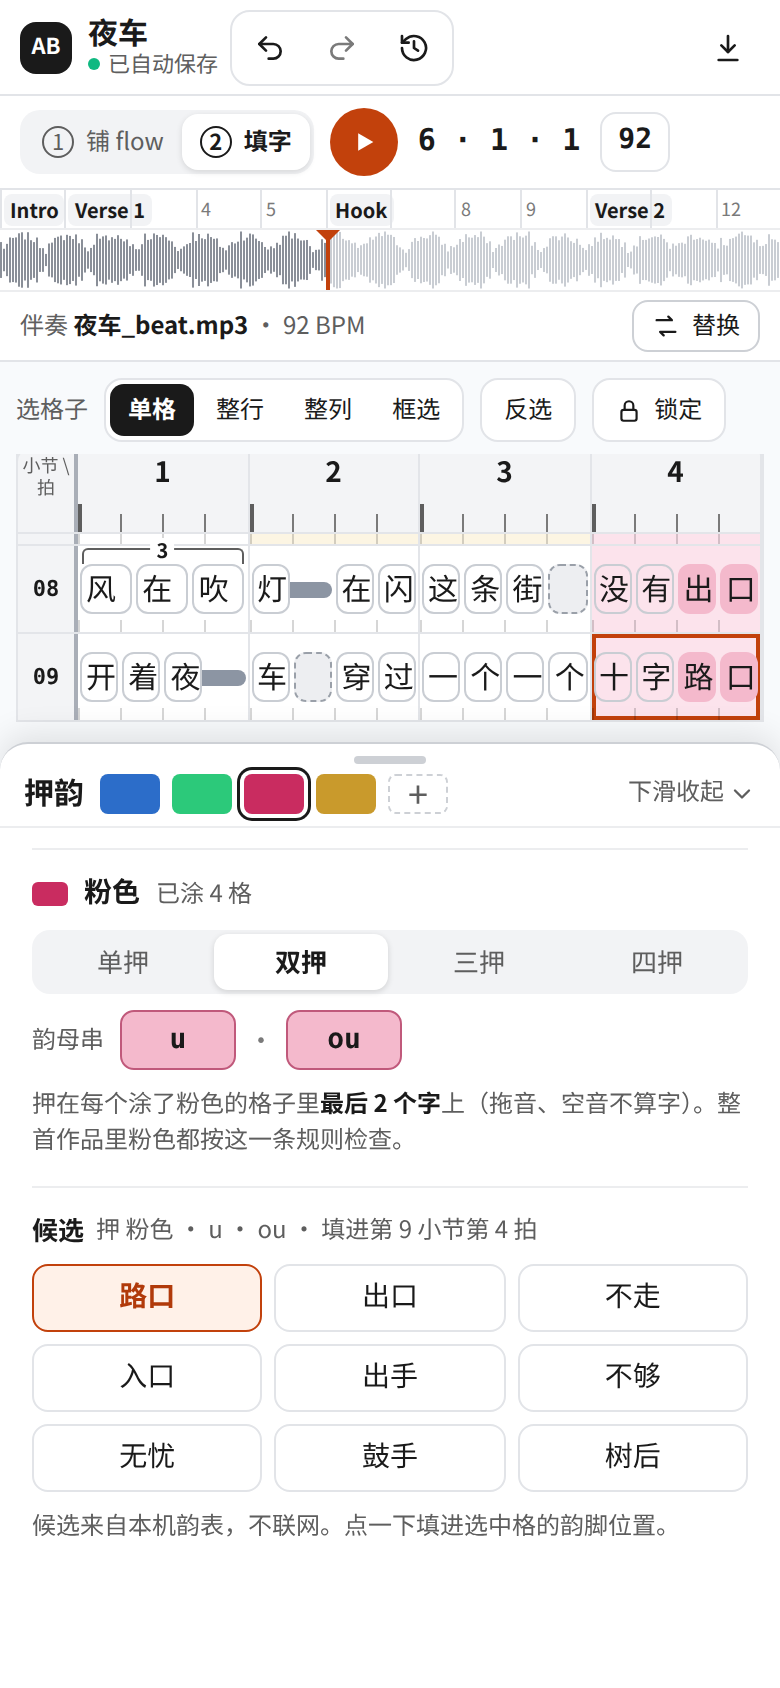 AB 夜车
已自动保存
1 铺 flow 2 填字 6 · 1 · 1 92
Intro Verse 1 4 5 Hook 8 9 Verse 2 12
伴奏 夜车_beat.mp3 · 92 BPM 替换
选格子 单格 整行 整列 框选 反选 锁定
小节 \ 拍 1 2 3 4
3
08 风 在 吹 灯 在 闪 这 条 街 没 有 出 口
09 开 着 夜 车 穿 过 一 个 一 个 十 字 路 口
押韵 + 下滑收起
粉色 已涂 4 格
单押 双押 三押 四押
韵母串 u · ou
押在每个涂了粉色的格子里最后 2 个字上（拖音、空音不算字）。整
首作品里粉色都按这一条规则检查。
候选 押 粉色 · u · ou · 填进第 9 小节第 4 拍
路口 出口 不走
入口 出手 不够
无忧 鼓手 树后
候选来自本机韵表，不联网。点一下填进选中格的韵脚位置。